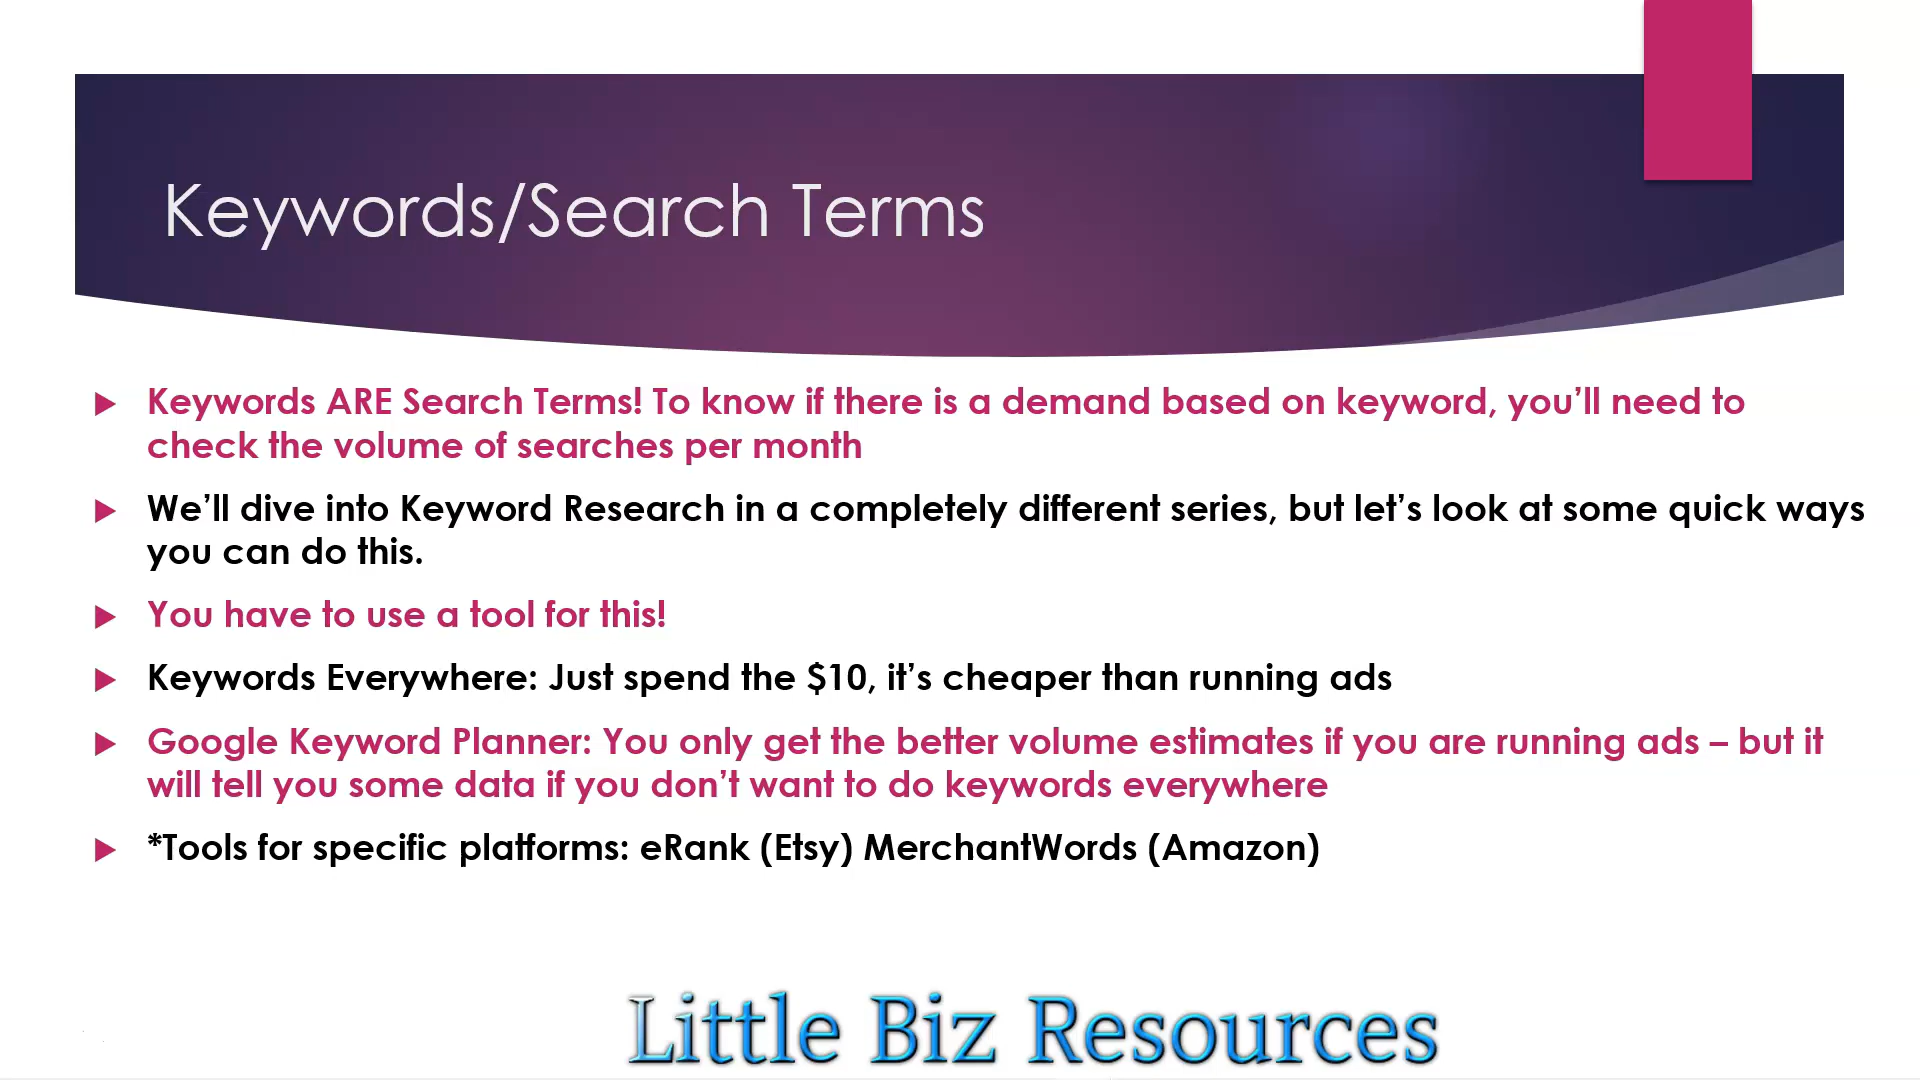 Keywords/Search Terms
Keywords ARE Search Terms! To know if there is a demand based on keyword, you’ll need to
check the volume of searches per month
We’ll dive into Keyword Research in a completely different series, but let’s look at some quick ways
you can do this.
You have to use a tool for this!
Keywords Everywhere: Just spend the $10, it’s cheaper than running ads
Google Keyword Planner: You only get the better volume estimates if you are running ads – but it
will tell you some data if you don’t want to do keywords everywhere
*Tools for specific platforms: eRank (Etsy) MerchantWords (Amazon)
Little Biz Resources